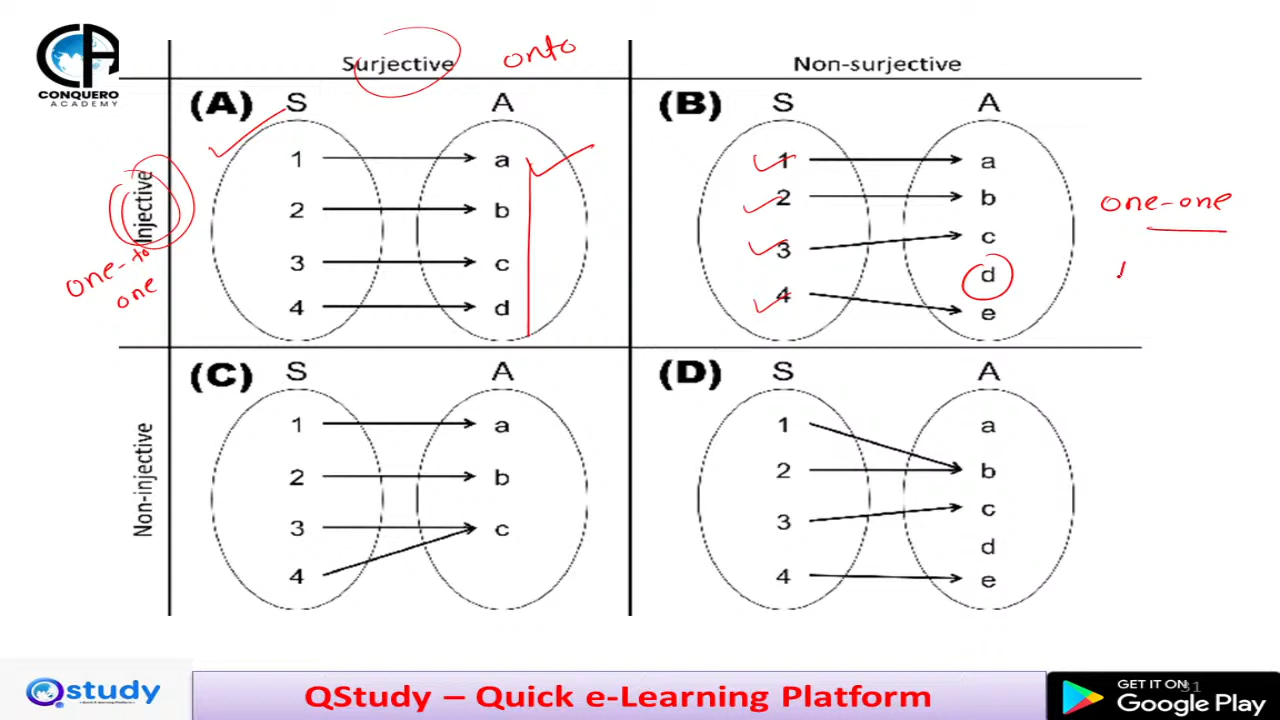 CONQUERO
ACADEMY
Surjective
onto
Non-surjective
Injective
one-to
one
(A)
S
A
1
a
2
b
3
c
4
d
(B)
S
A
1
a
2
b
3
c
4
d
e
one-one
Non-injective
(C)
S
A
1
a
2
b
3
c
4
(D)
S
A
1
a
2
b
3
c
4
d
e
Qstudy
QStudy – Quick e-Learning Platform
31
GET IT ON
Google Play